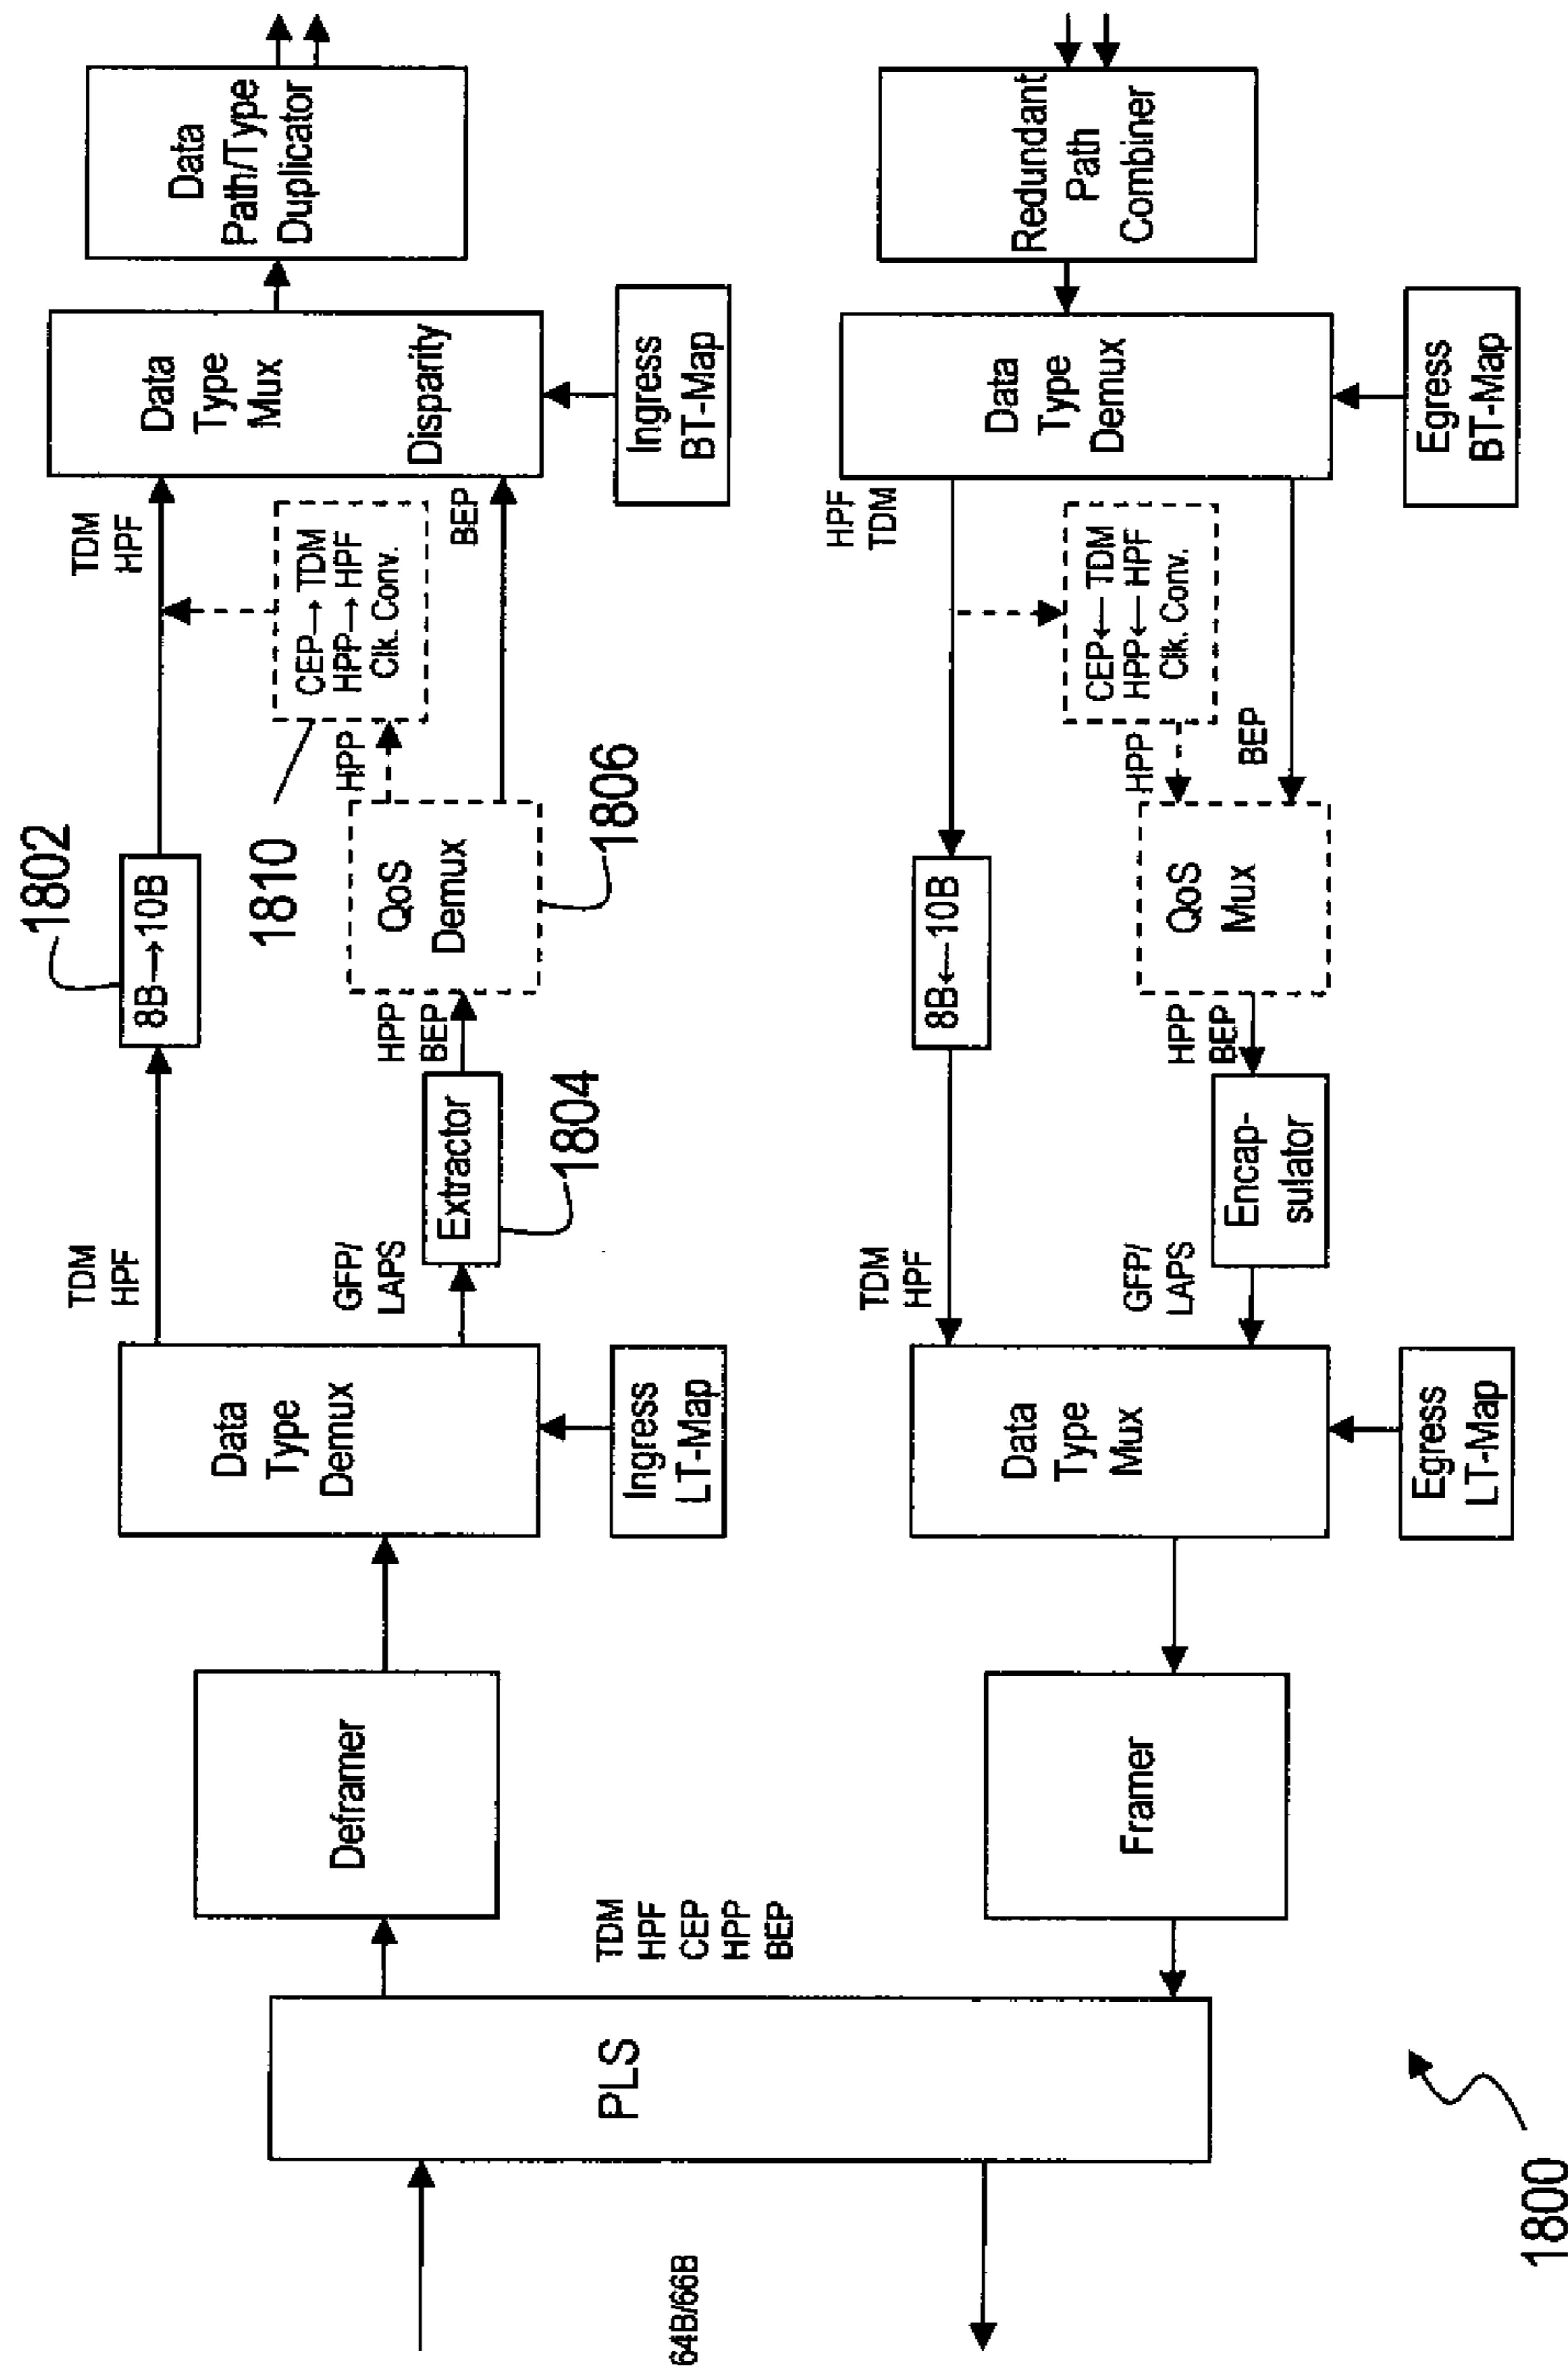 64B/66B
PLS
TDM
HPF
CEP
HPP
BEP
Deframer
Data
Type
Demux
Ingress
LT-Map
TDM
HPF
GFP/
LAPS
8B→10B
1802
Extractor
1804
HPP
BEP
QoS
Demux
1806
HPP
CEP→TDM
HPP→HPF
Clk. Conv.
1810
TDM
HPF
BEP
Data
Type
Mux
Disparity
Ingress
BT-Map
Data
Path/Type
Duplicator
Framer
Data
Type
Mux
Egress
LT-Map
TDM
HPF
GFP/
LAPS
8B←10B
Encap-
sulator
HPP
BEP
QoS
Mux
HPP
CEP←TDM
HPP←HPF
Clk. Conv.
BEP
HPF
TDM
Data
Type
Demux
Egress
BT-Map
Redundant
Path
Combiner
1800